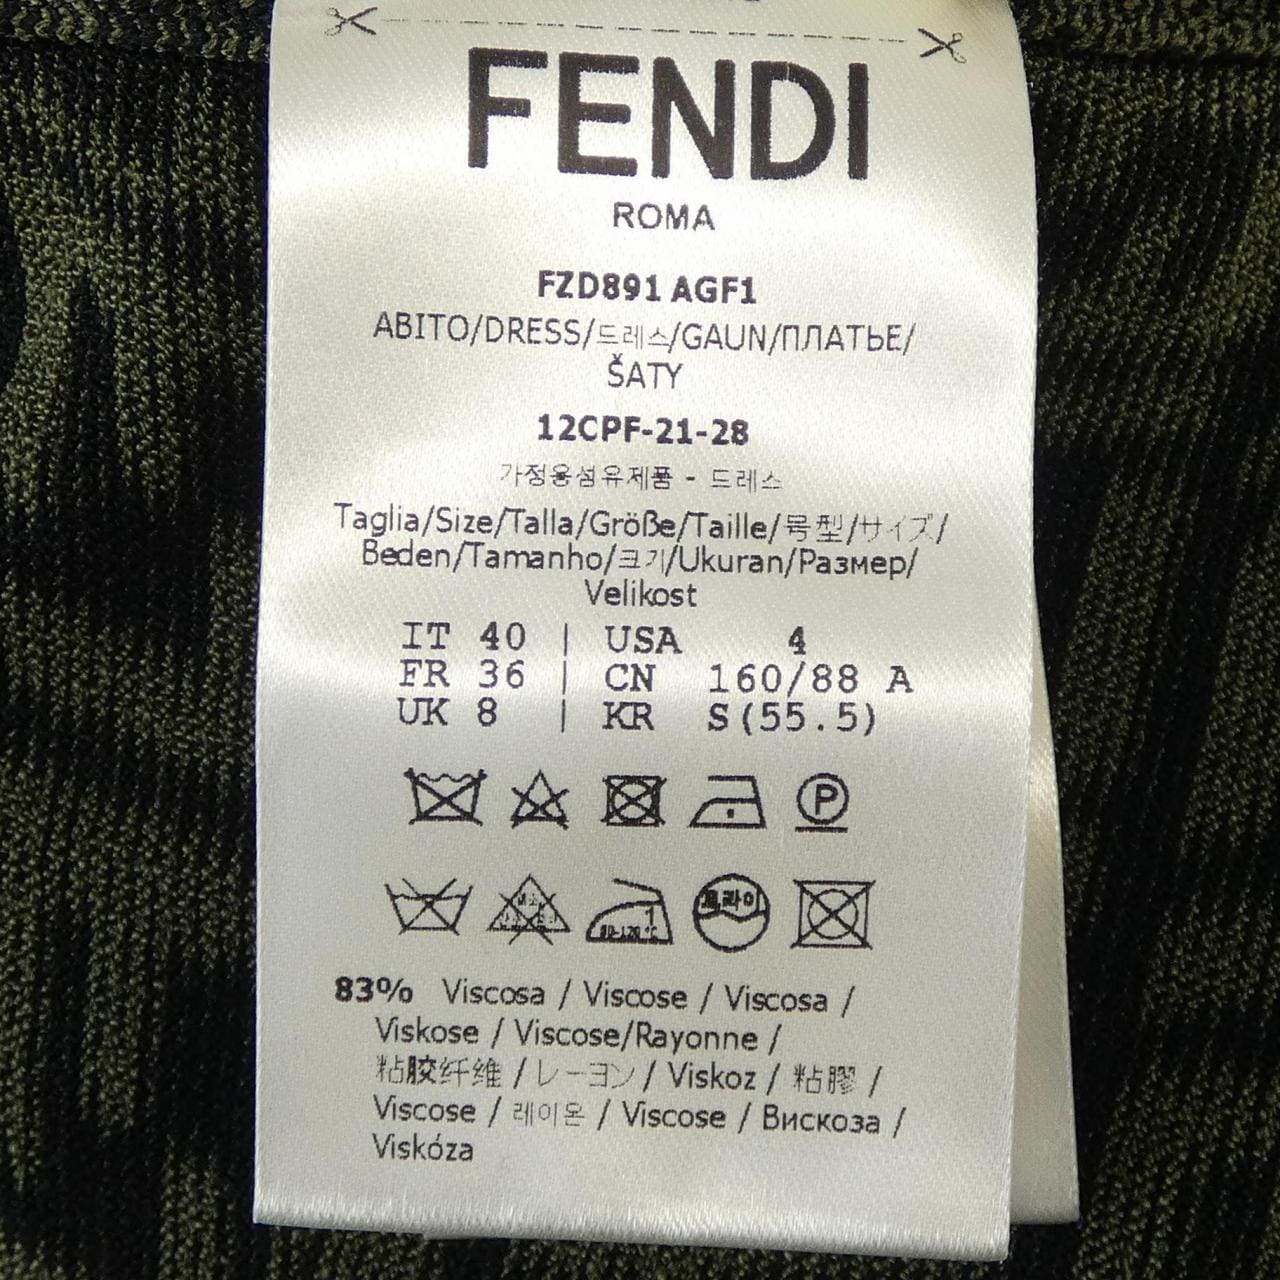 FENDI
ROMA
FZD891 AGF1
ABITO/DRESS/드레스/GAUN/ПЛАТЬЕ/
ŠATY
12CPF-21-28
가정용섬유제품 - 드레스
Taglia/Size/Talla/Größe/Taille/号型/サイズ/
Beden/Tamanho/크기/Ukuran/Размер/
Velikost
IT 40 | USA 4
FR 36 | CN 160/88 A
UK 8 | KR S(55.5)
P
드라이
83% Viscosa / Viscose / Viscosa /
Viskose / Viscose/Rayonne /
粘胶纤维 / レーヨン / Viskoz / 粘膠 /
Viscose / 레이온 / Viscose / Вискоза /
Viskóza